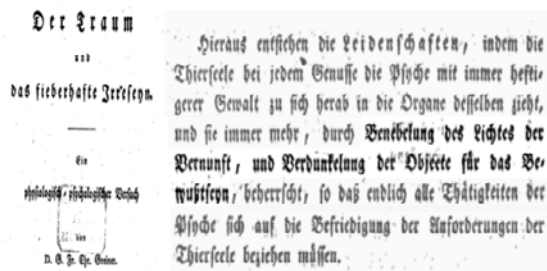 Der Traum
und
das fieberhafte Irreseyn.
Ein
physiologisch-psychologischer Versuch
von
D. G. Fr. Chr. Greiner.
Hieraus entstehen die Leidenschaften, indem die
Thierseele bei jedem Genusse die Psyche mit immer hefti-
gerer Gewalt zu sich herab in die Organe desselben zieht,
und sie immer mehr, durch Benebelung des Lichtes der
Vernunft, und Verdunkelung der Objecte für das Be-
wußtseyn, beherrscht, so daß endlich alle Thätigkeiten der
Psyche sich auf die Befriedigung der Anforderungen der
Thierseele beziehen müssen.